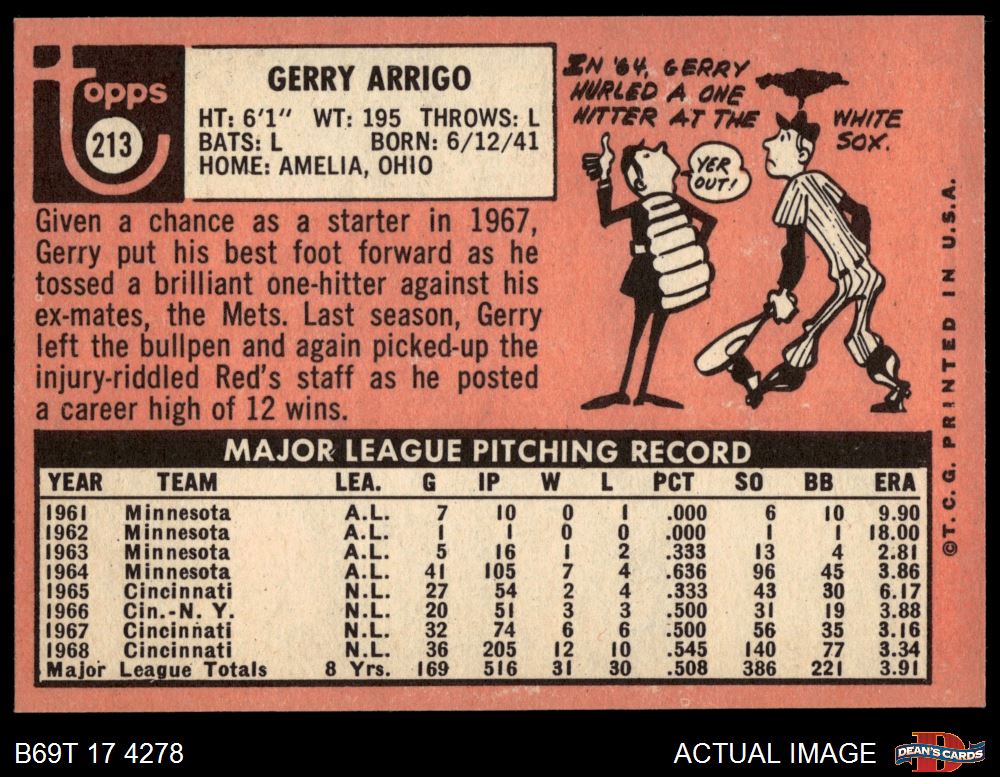 Topps
213
GERRY ARRIGO
HT: 6'1" WT: 195 THROWS: L
BATS: L BORN: 6/12/41
HOME: AMELIA, OHIO
IN '64, GERRY
HURLED A ONE
HITTER AT THE
WHITE
SOX.
YER
OUT!
Given a chance as a starter in 1967,
Gerry put his best foot forward as he
tossed a brilliant one-hitter against his
ex-mates, the Mets. Last season, Gerry
left the bullpen and again picked-up the
injury-riddled Red's staff as he posted
a career high of 12 wins.
MAJOR LEAGUE PITCHING RECORD
YEAR TEAM LEA. G IP W L PCT SO BB ERA
1961 Minnesota A.L. 7 10 0 1 .000 6 10 9.90
1962 Minnesota A.L. 1 1 0 0 .000 1 1 18.00
1963 Minnesota A.L. 5 16 1 2 .333 13 4 2.81
1964 Minnesota A.L. 41 105 7 4 .636 96 45 3.86
1965 Cincinnati N.L. 27 54 2 4 .333 43 30 6.17
1966 Cin.-N. Y. N.L. 20 51 3 3 .500 31 19 3.88
1967 Cincinnati N.L. 32 74 6 6 .500 56 35 3.16
1968 Cincinnati N.L. 36 205 12 10 .545 140 77 3.34
Major League Totals 8 Yrs. 169 516 31 30 .508 386 221 3.91
©T. C. G. PRINTED IN U.S.A.
B69T 17 4278
ACTUAL IMAGE
D
DEAN'S CARDS